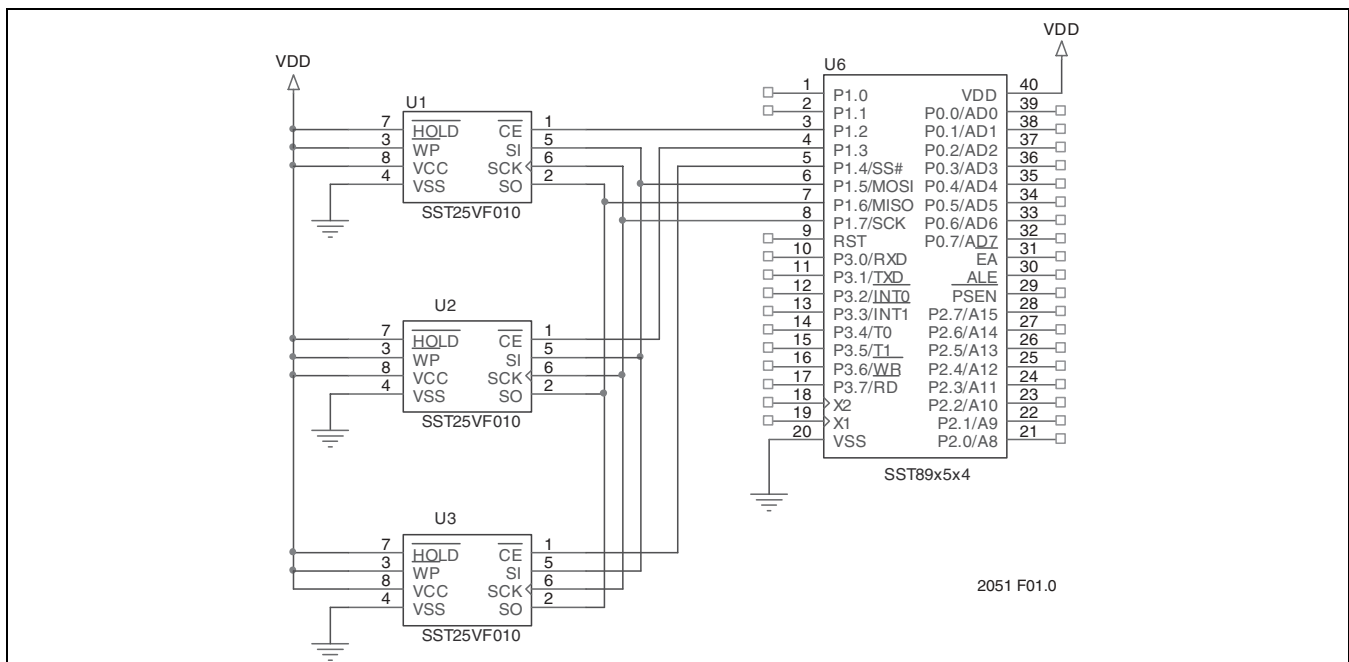 VDD
U1
7 HOLD CE 1
3 WP SI 5
8 VCC SCK 6
4 VSS SO 2
SST25VF010
U2
7 HOLD CE 1
3 WP SI 5
8 VCC SCK 6
4 VSS SO 2
SST25VF010
U3
7 HOLD CE 1
3 WP SI 5
8 VCC SCK 6
4 VSS SO 2
SST25VF010
VDD
U6
1 P1.0 VDD 40
2 P1.1 P0.0/AD0 39
3 P1.2 P0.1/AD1 38
4 P1.3 P0.2/AD2 37
5 P1.4/SS# P0.3/AD3 36
6 P1.5/MOSI P0.4/AD4 35
7 P1.6/MISO P0.5/AD5 34
8 P1.7/SCK P0.6/AD6 33
9 RST P0.7/AD7 32
10 P3.0/RXD EA 31
11 P3.1/TXD ALE 30
12 P3.2/INT0 PSEN 29
13 P3.3/INT1 P2.7/A15 28
14 P3.4/T0 P2.6/A14 27
15 P3.5/T1 P2.5/A13 26
16 P3.6/WR P2.4/A12 25
17 P3.7/RD P2.3/A11 24
18 X2 P2.2/A10 23
19 X1 P2.1/A9 22
20 VSS P2.0/A8 21
SST89x5x4
2051 F01.0